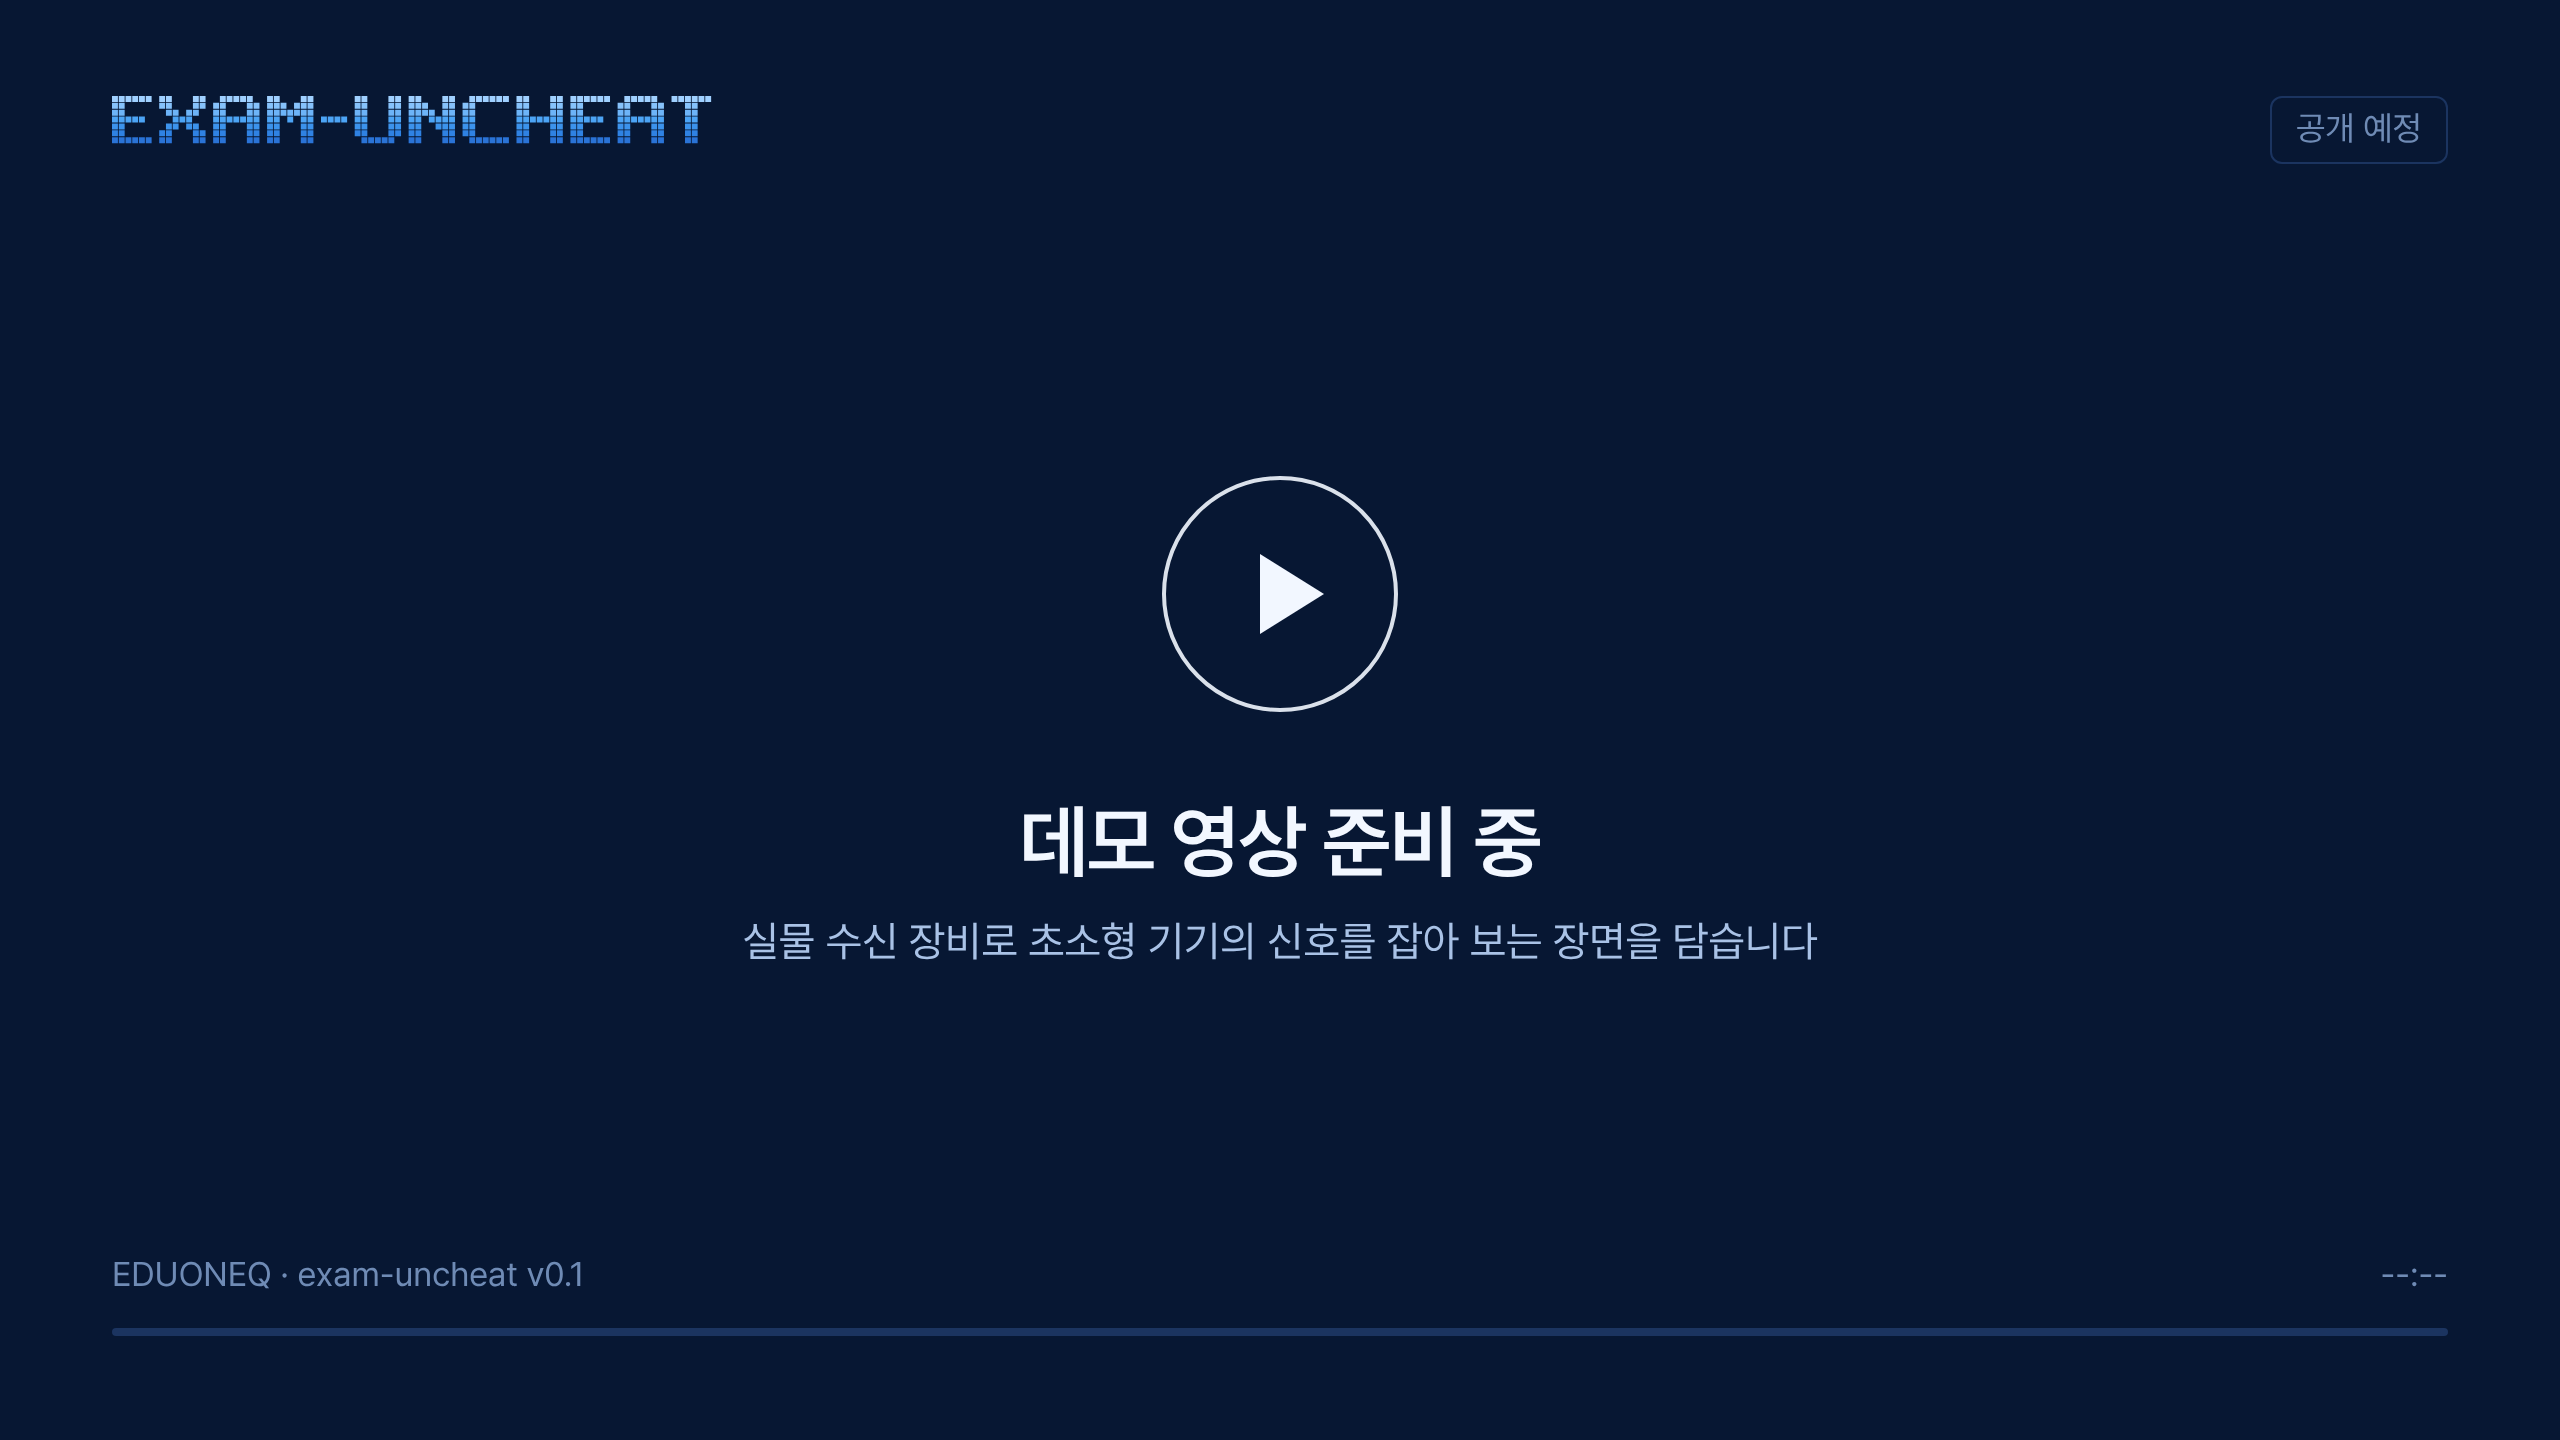 EXAM-UNCHEAT
공개 예정
데모 영상 준비 중
실물 수신 장비로 초소형 기기의 신호를 잡아 보는 장면을 담습니다
EDUONEQ · exam-uncheat v0.1
--:--